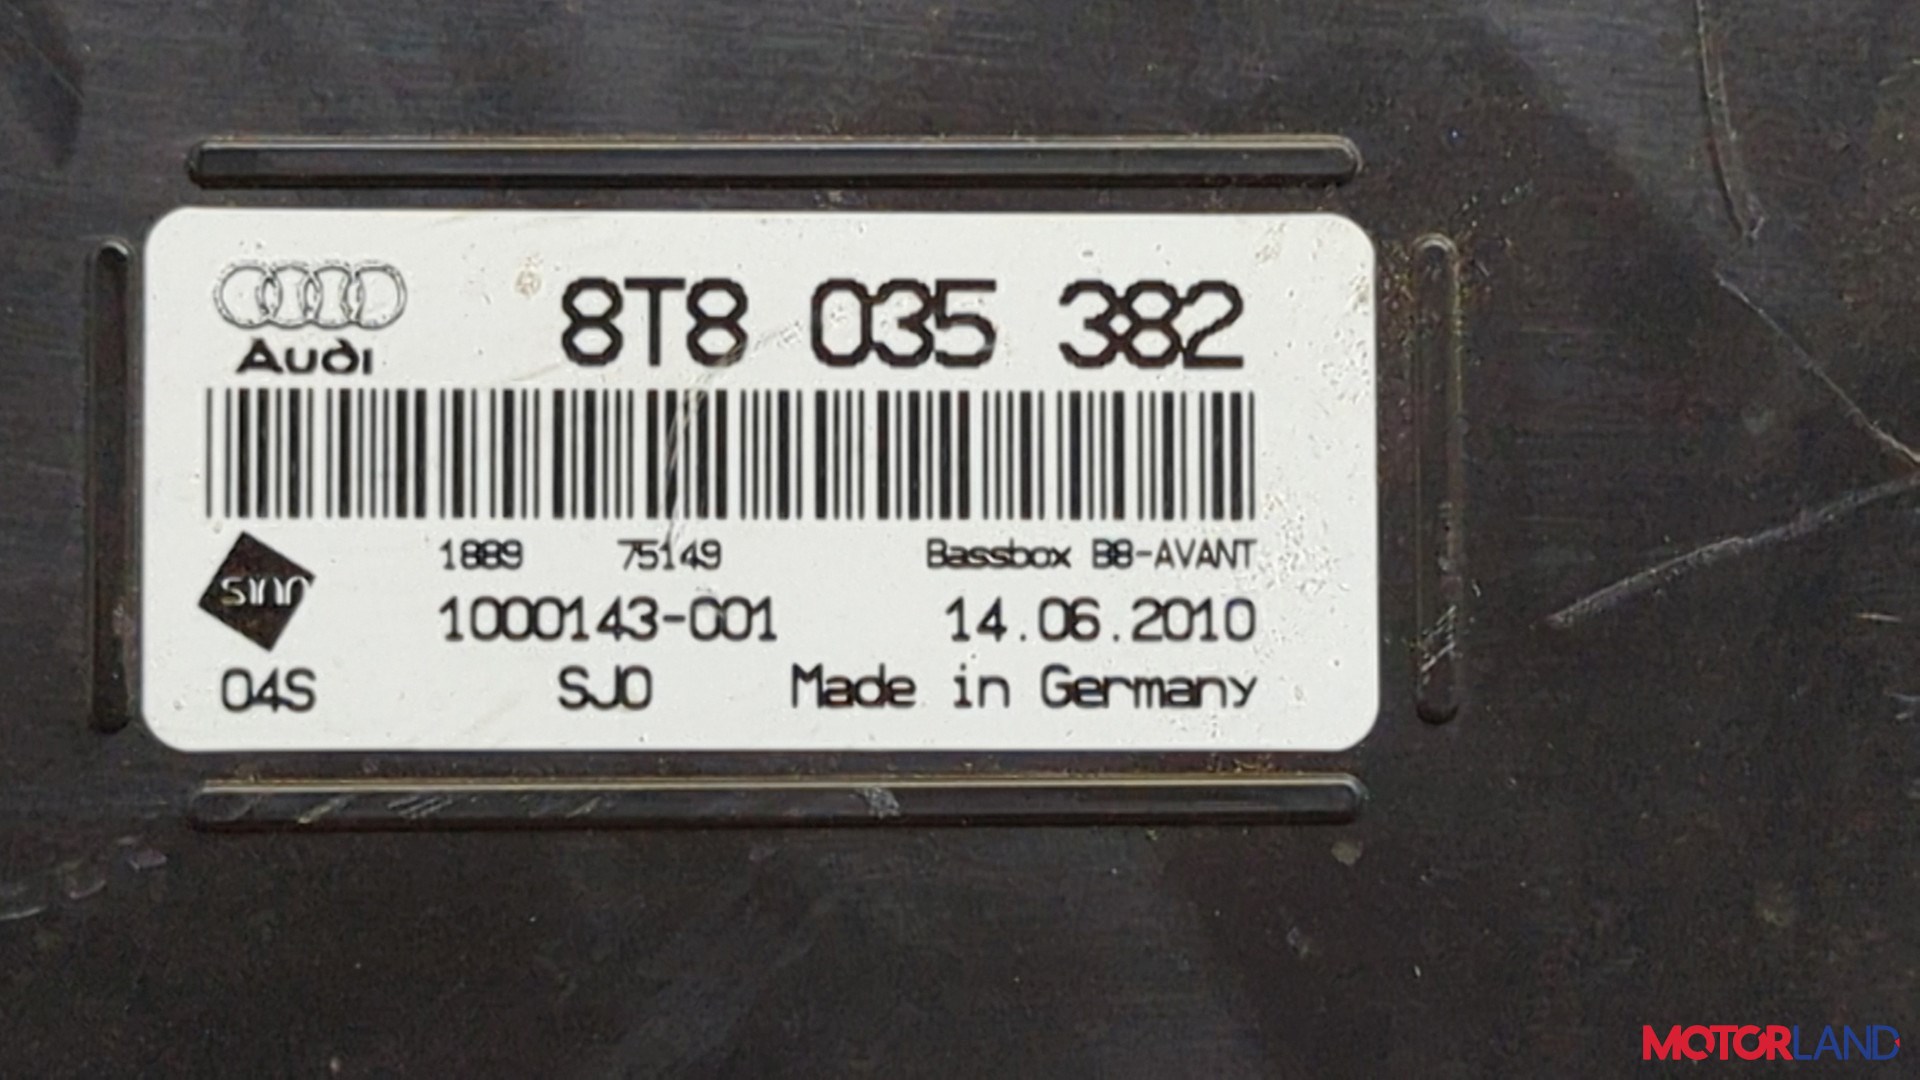 Audi
8T8 035 382
1889 75149 Bassbox B8-AVANT
1000143-001 14.06.2010
04S SJ0 Made in Germany
MOTORLAND